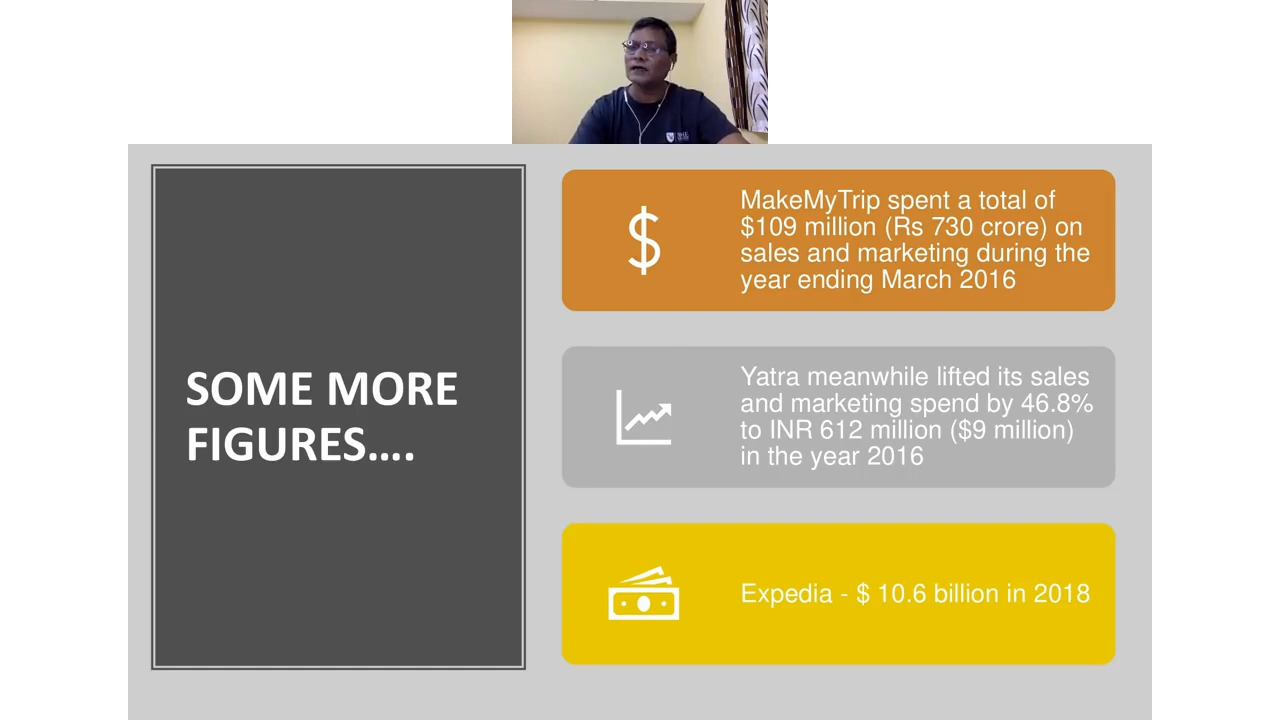 SOME MORE
FIGURES....
MakeMyTrip spent a total of
$109 million (Rs 730 crore) on
sales and marketing during the
year ending March 2016
Yatra meanwhile lifted its sales
and marketing spend by 46.8%
to INR 612 million ($9 million)
in the year 2016
Expedia - $ 10.6 billion in 2018